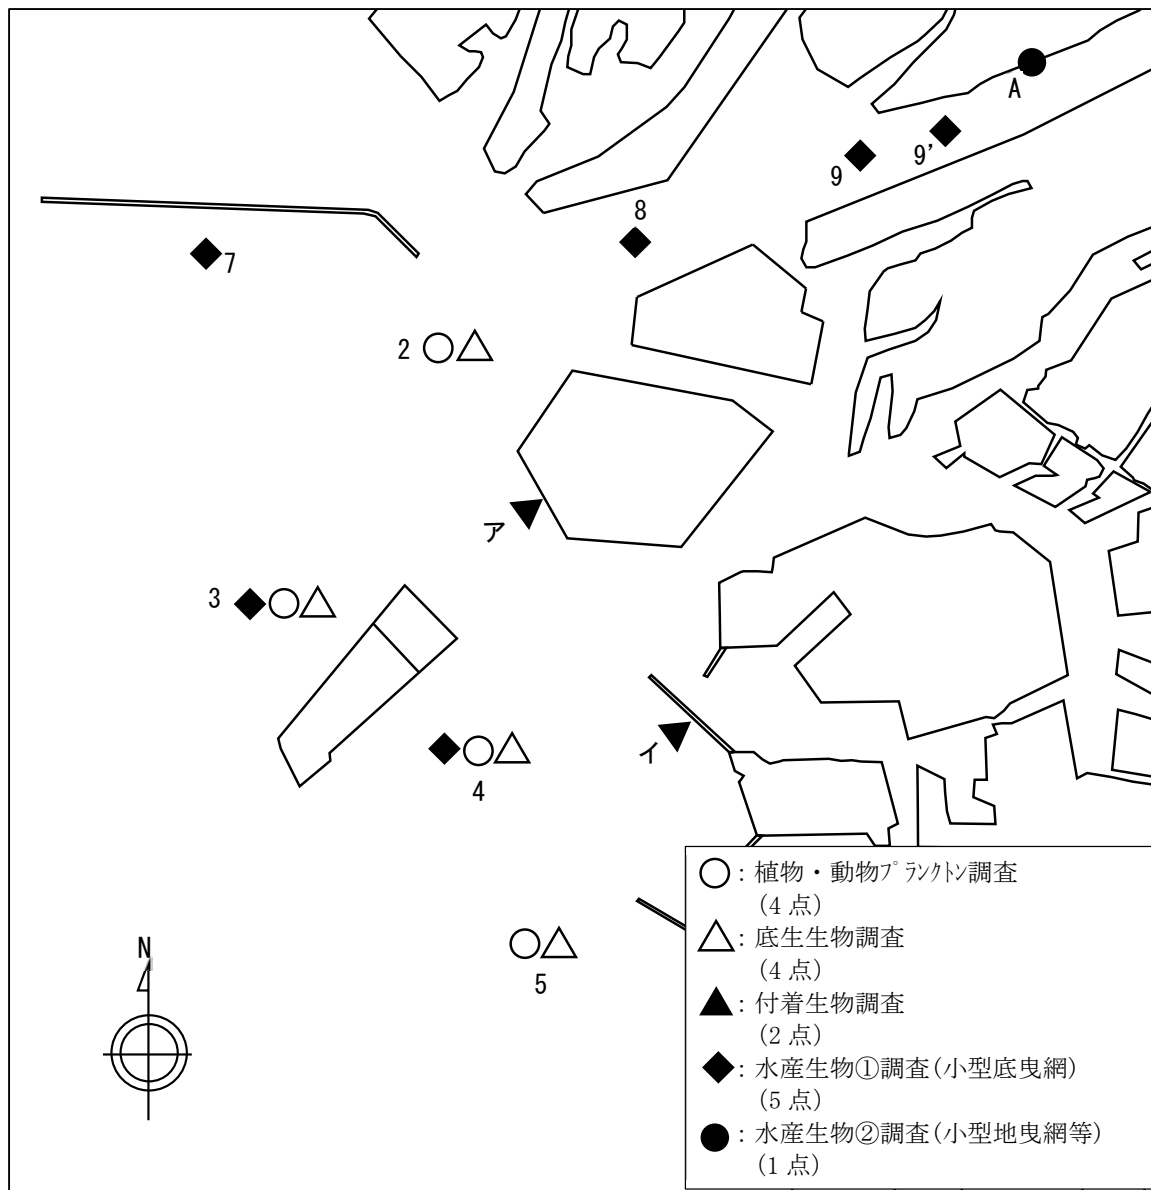 A
9
9’
8
7
2
ア
3
イ
4
5
N
：植物・動物ﾌﾟﾗﾝｸﾄﾝ調査
(4 点)
：底生生物調査
(4 点)
：付着生物調査
(2 点)
：水産生物①調査(小型底曳網)
(5 点)
：水産生物②調査(小型地曳網等)
(1 点)